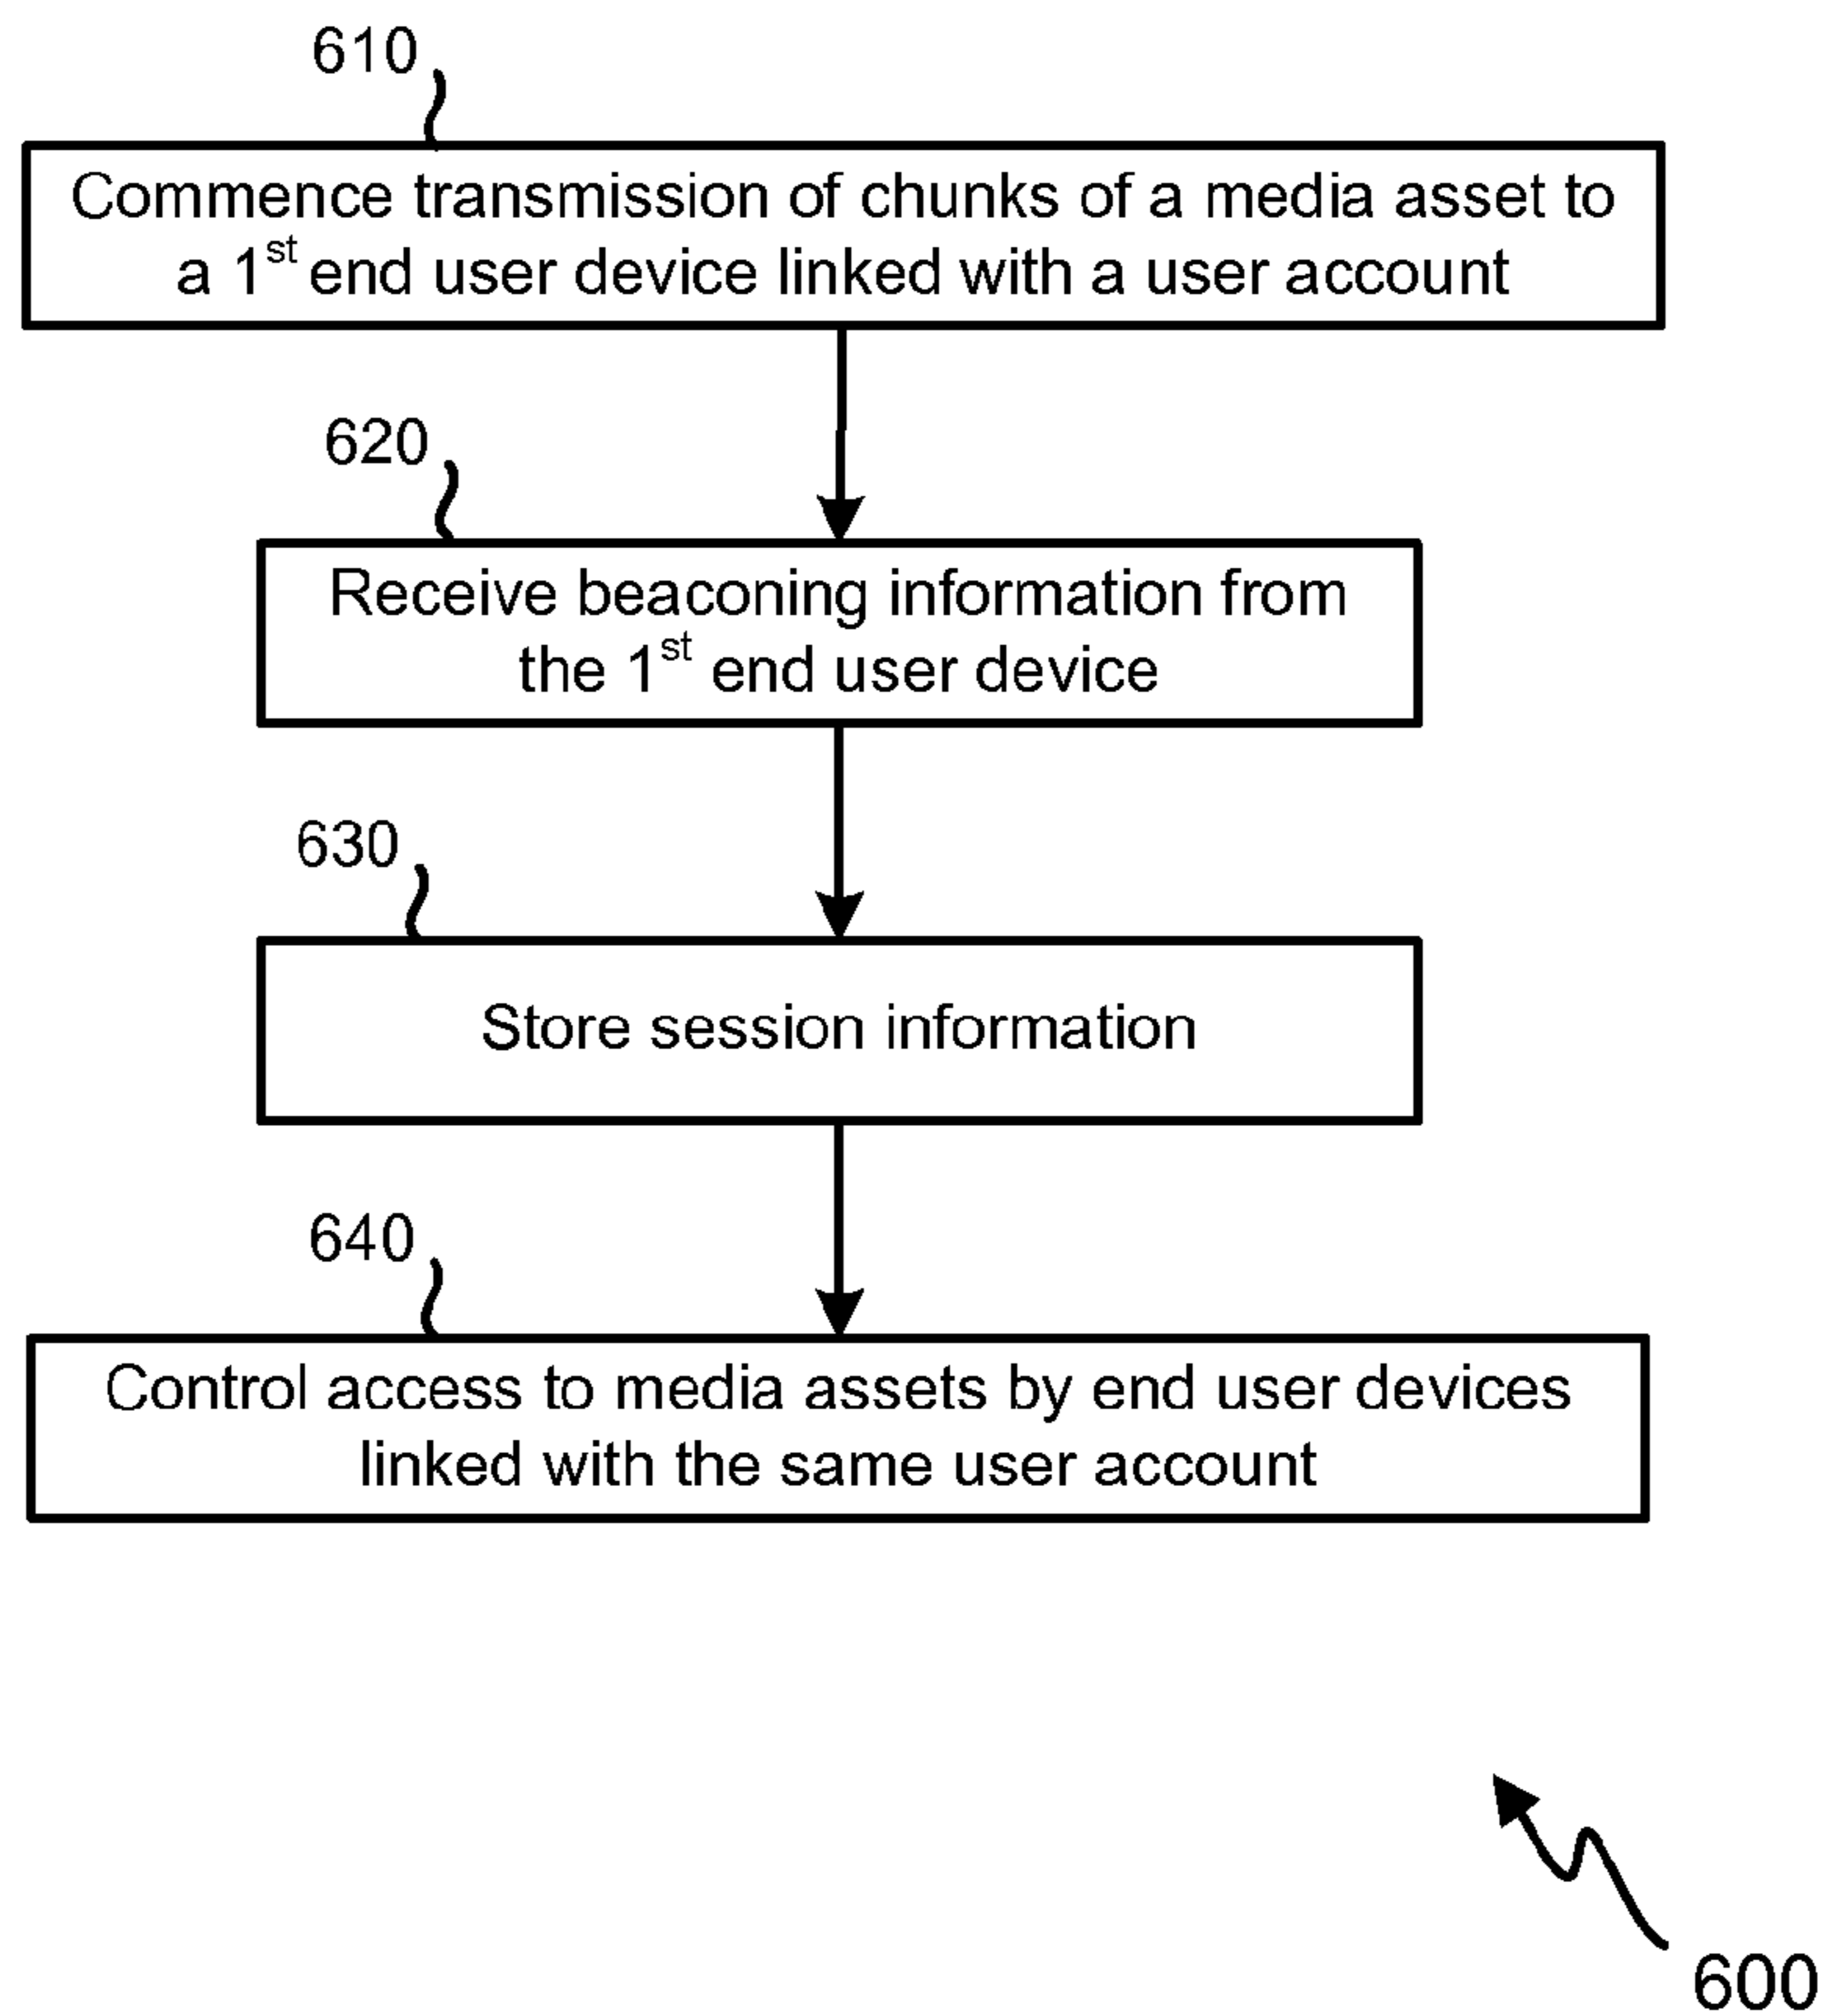 610
Commence transmission of chunks of a media asset to
a 1st end user device linked with a user account
620
Receive beaconing information from
the 1st end user device
630
Store session information
640
Control access to media assets by end user devices
linked with the same user account
600